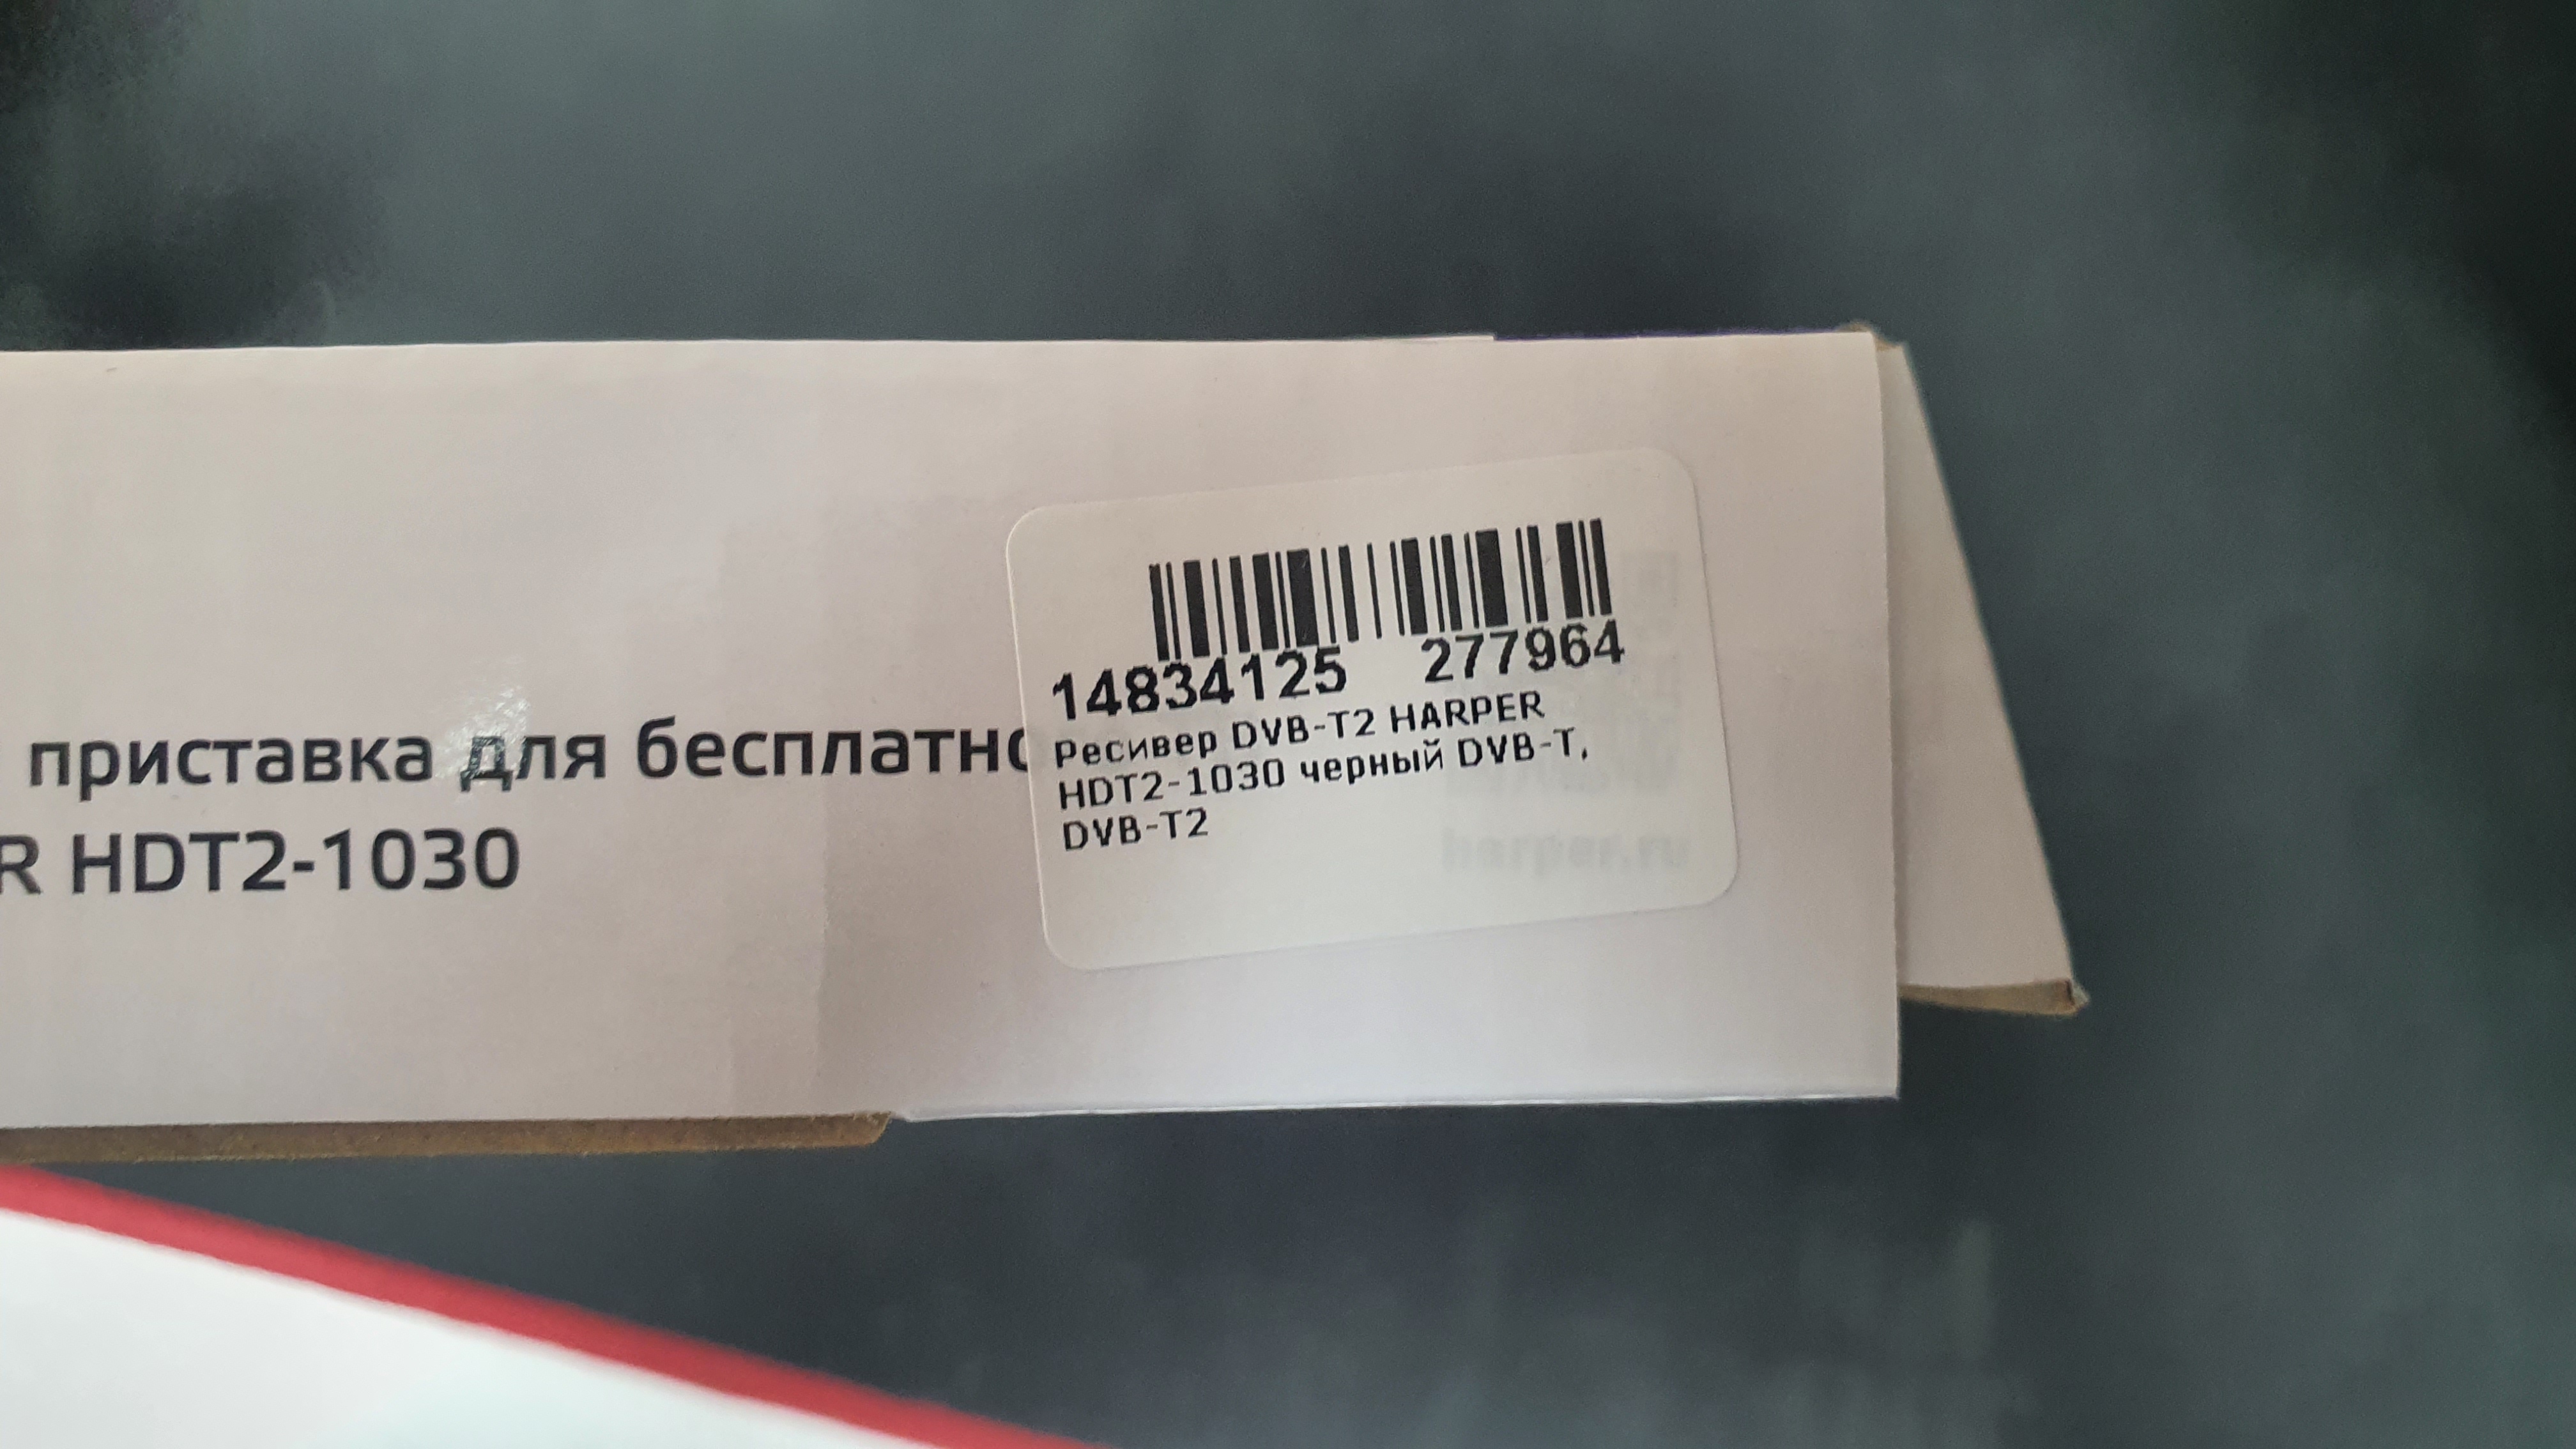 приставка для бесплатно
R HDT2-1030
14834125 277964
Ресивер DVB-T2 HARPER
HDT2-1030 черный DVB-T,
DVB-T2
harper.ru